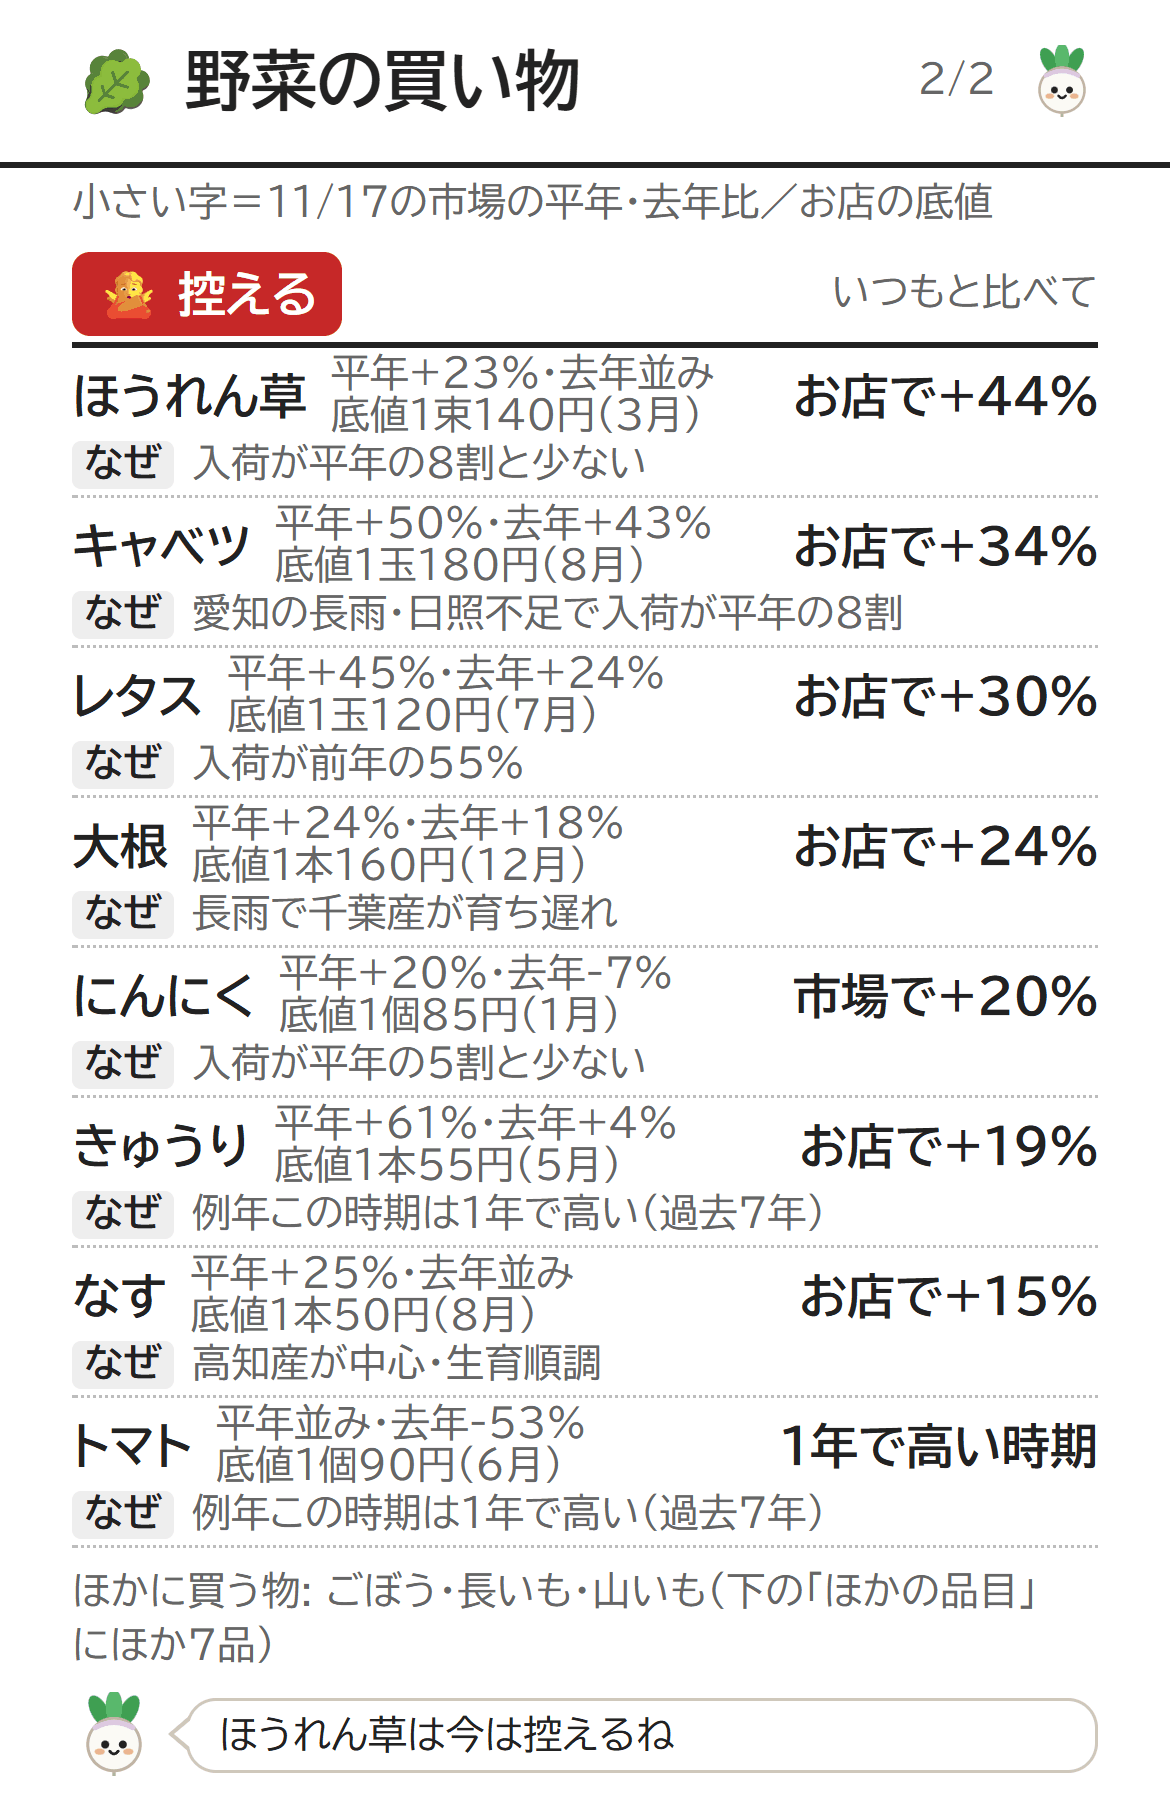 野菜の買い物
2/2
小さい字＝11/17の市場の平年・去年比／お店の底値
控える
いつもと比べて
ほうれん草 平年+23%・去年並み お店で+44%
底値1束140円(3月)
なぜ 入荷が平年の8割と少ない
キャベツ 平年+50%・去年+43% お店で+34%
底値1玉180円(8月)
なぜ 愛知の長雨・日照不足で入荷が平年の8割
レタス 平年+45%・去年+24% お店で+30%
底値1玉120円(7月)
なぜ 入荷が前年の55%
大根 平年+24%・去年+18% お店で+24%
底値1本160円(12月)
なぜ 長雨で千葉産が育ち遅れ
にんにく 平年+20%・去年-7% 市場で+20%
底値1個85円(1月)
なぜ 入荷が平年の5割と少ない
きゅうり 平年+61%・去年+4% お店で+19%
底値1本55円(5月)
なぜ 例年この時期は1年で高い(過去7年)
なす 平年+25%・去年並み お店で+15%
底値1本50円(8月)
なぜ 高知産が中心・生育順調
トマト 平年並み・去年-53% 1年で高い時期
底値1個90円(6月)
なぜ 例年この時期は1年で高い(過去7年)
ほかに買う物: ごぼう・長いも・山いも(下の「ほかの品目」
にほか7品)
ほうれん草は今は控えるね